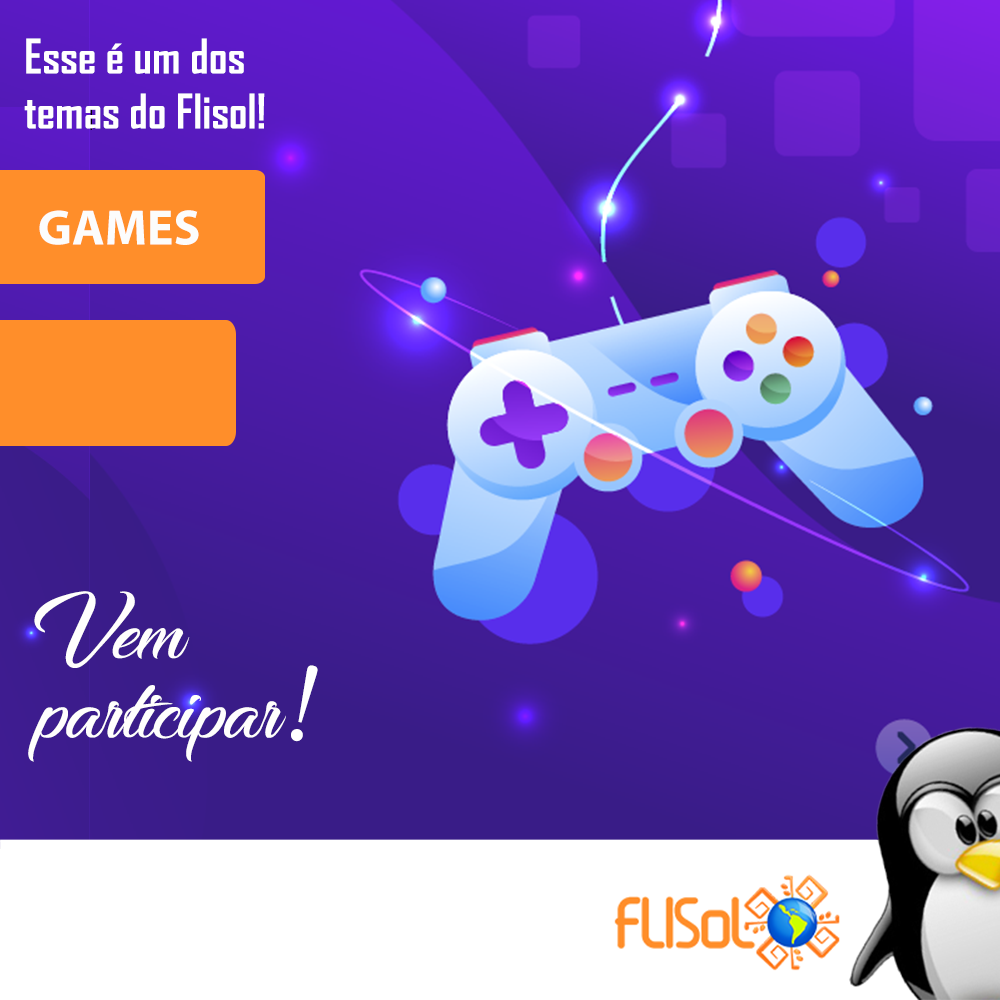 Esse é um dos
temas do Flisol!
GAMES
Vem
participar!
FLISol